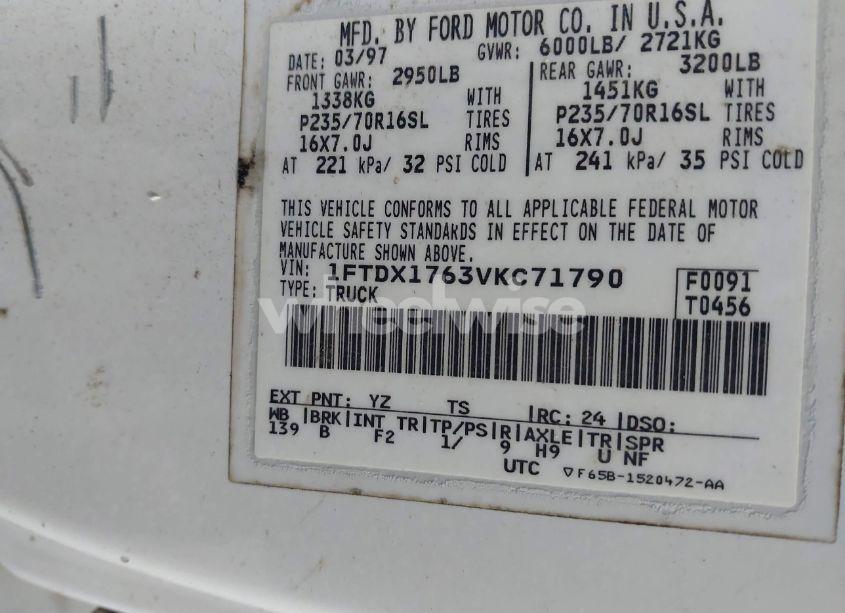 MFD. BY FORD MOTOR CO. IN U.S.A.
DATE: 03/97 GVWR: 6000LB/ 2721KG
FRONT GAWR: 2950LB REAR GAWR: 3200LB
1338KG WITH 1451KG WITH
P235/70R16SL TIRES P235/70R16SL TIRES
16X7.0J RIMS 16X7.0J RIMS
AT 221 kPa/ 32 PSI COLD AT 241 kPa/ 35 PSI COLD
THIS VEHICLE CONFORMS TO ALL APPLICABLE FEDERAL MOTOR
VEHICLE SAFETY STANDARDS IN EFFECT ON THE DATE OF
MANUFACTURE SHOWN ABOVE.
VIN: 1FTDX1763VKC71790 F0091
TYPE: TRUCK T0456
wheelwise
EXT PNT: YZ TS RC: 24 DSO:
WB BRK INT TR TP/PS R AXLE TR SPR
139 B F2 1/ 9 H9 U NF
UTC ▽F65B-1520472-AA